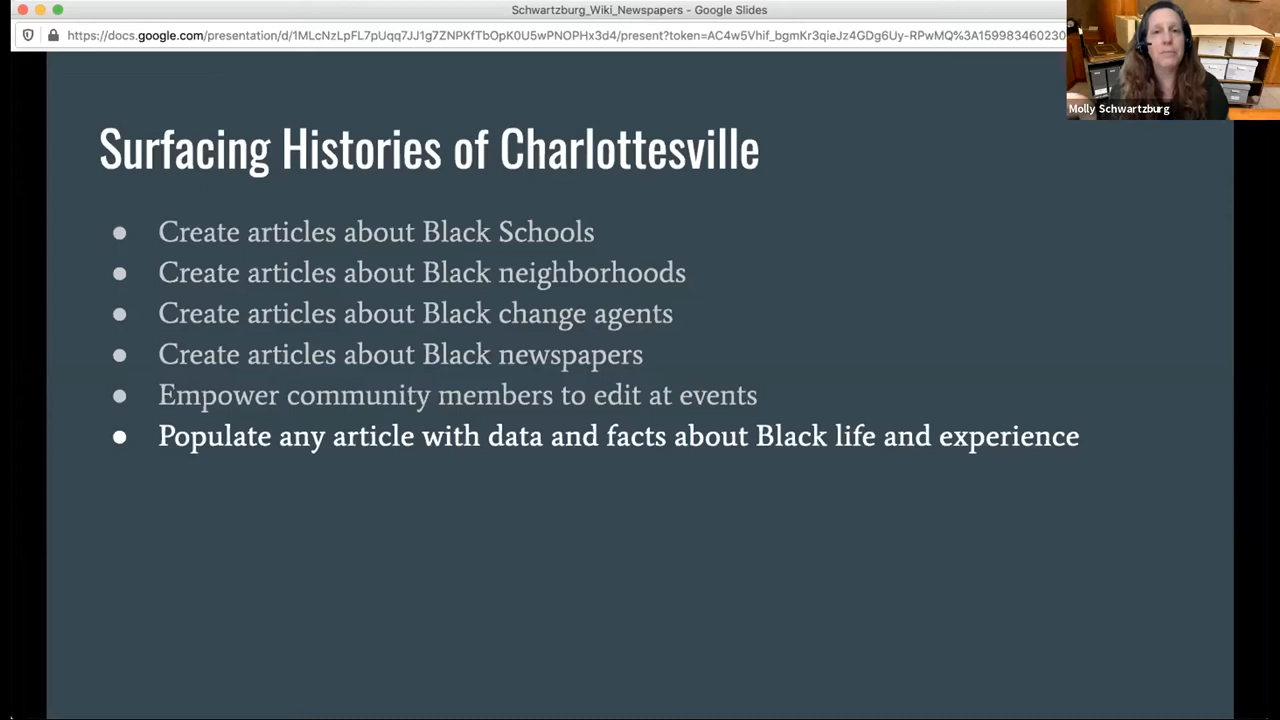 Schwartzburg_Wiki_Newspapers - Google Slides
https://docs.google.com/presentation/d/1MLcNzLpFL7pUqq7JJ1g7ZNPKfTbOpK0U5wPNOPHx3d4/present?token=AC4w5Vhif_bgmKr3qieJz4GDg6Uy-RPwMQ%3A159983460230
Molly Schwartzburg
Surfacing Histories of Charlottesville
● Create articles about Black Schools
● Create articles about Black neighborhoods
● Create articles about Black change agents
● Create articles about Black newspapers
● Empower community members to edit at events
● Populate any article with data and facts about Black life and experience